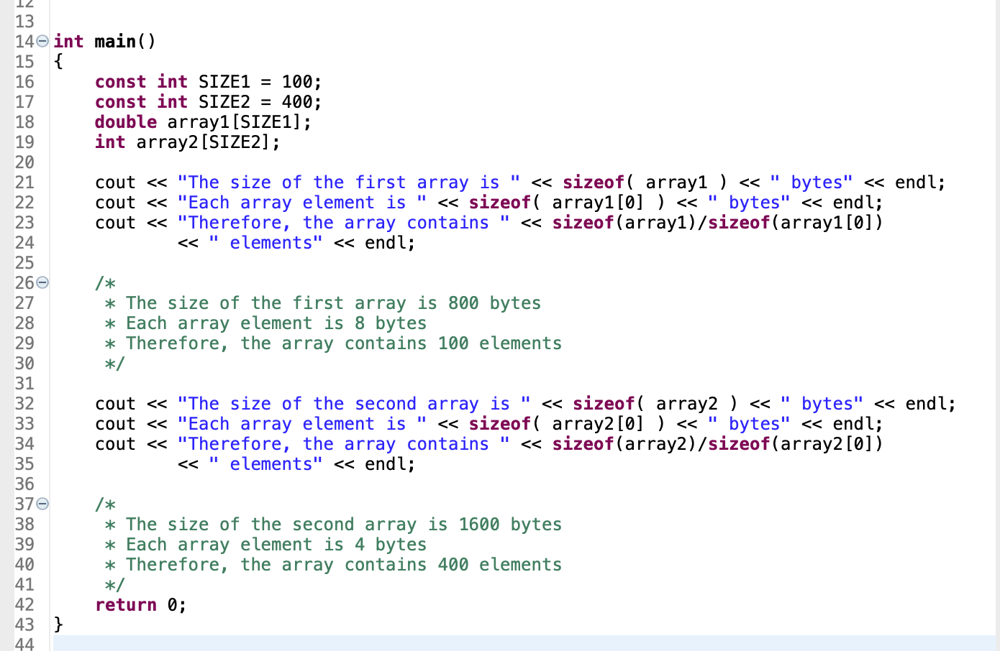 12
13
14 int main()
15 {
16     const int SIZE1 = 100;
17     const int SIZE2 = 400;
18     double array1[SIZE1];
19     int array2[SIZE2];
20
21     cout << "The size of the first array is " << sizeof( array1 ) << " bytes" << endl;
22     cout << "Each array element is " << sizeof( array1[0] ) << " bytes" << endl;
23     cout << "Therefore, the array contains " << sizeof(array1)/sizeof(array1[0])
24             << " elements" << endl;
25
26     /*
27      * The size of the first array is 800 bytes
28      * Each array element is 8 bytes
29      * Therefore, the array contains 100 elements
30      */
31
32     cout << "The size of the second array is " << sizeof( array2 ) << " bytes" << endl;
33     cout << "Each array element is " << sizeof( array2[0] ) << " bytes" << endl;
34     cout << "Therefore, the array contains " << sizeof(array2)/sizeof(array2[0])
35             << " elements" << endl;
36
37     /*
38      * The size of the second array is 1600 bytes
39      * Each array element is 4 bytes
40      * Therefore, the array contains 400 elements
41      */
42     return 0;
43 }
44